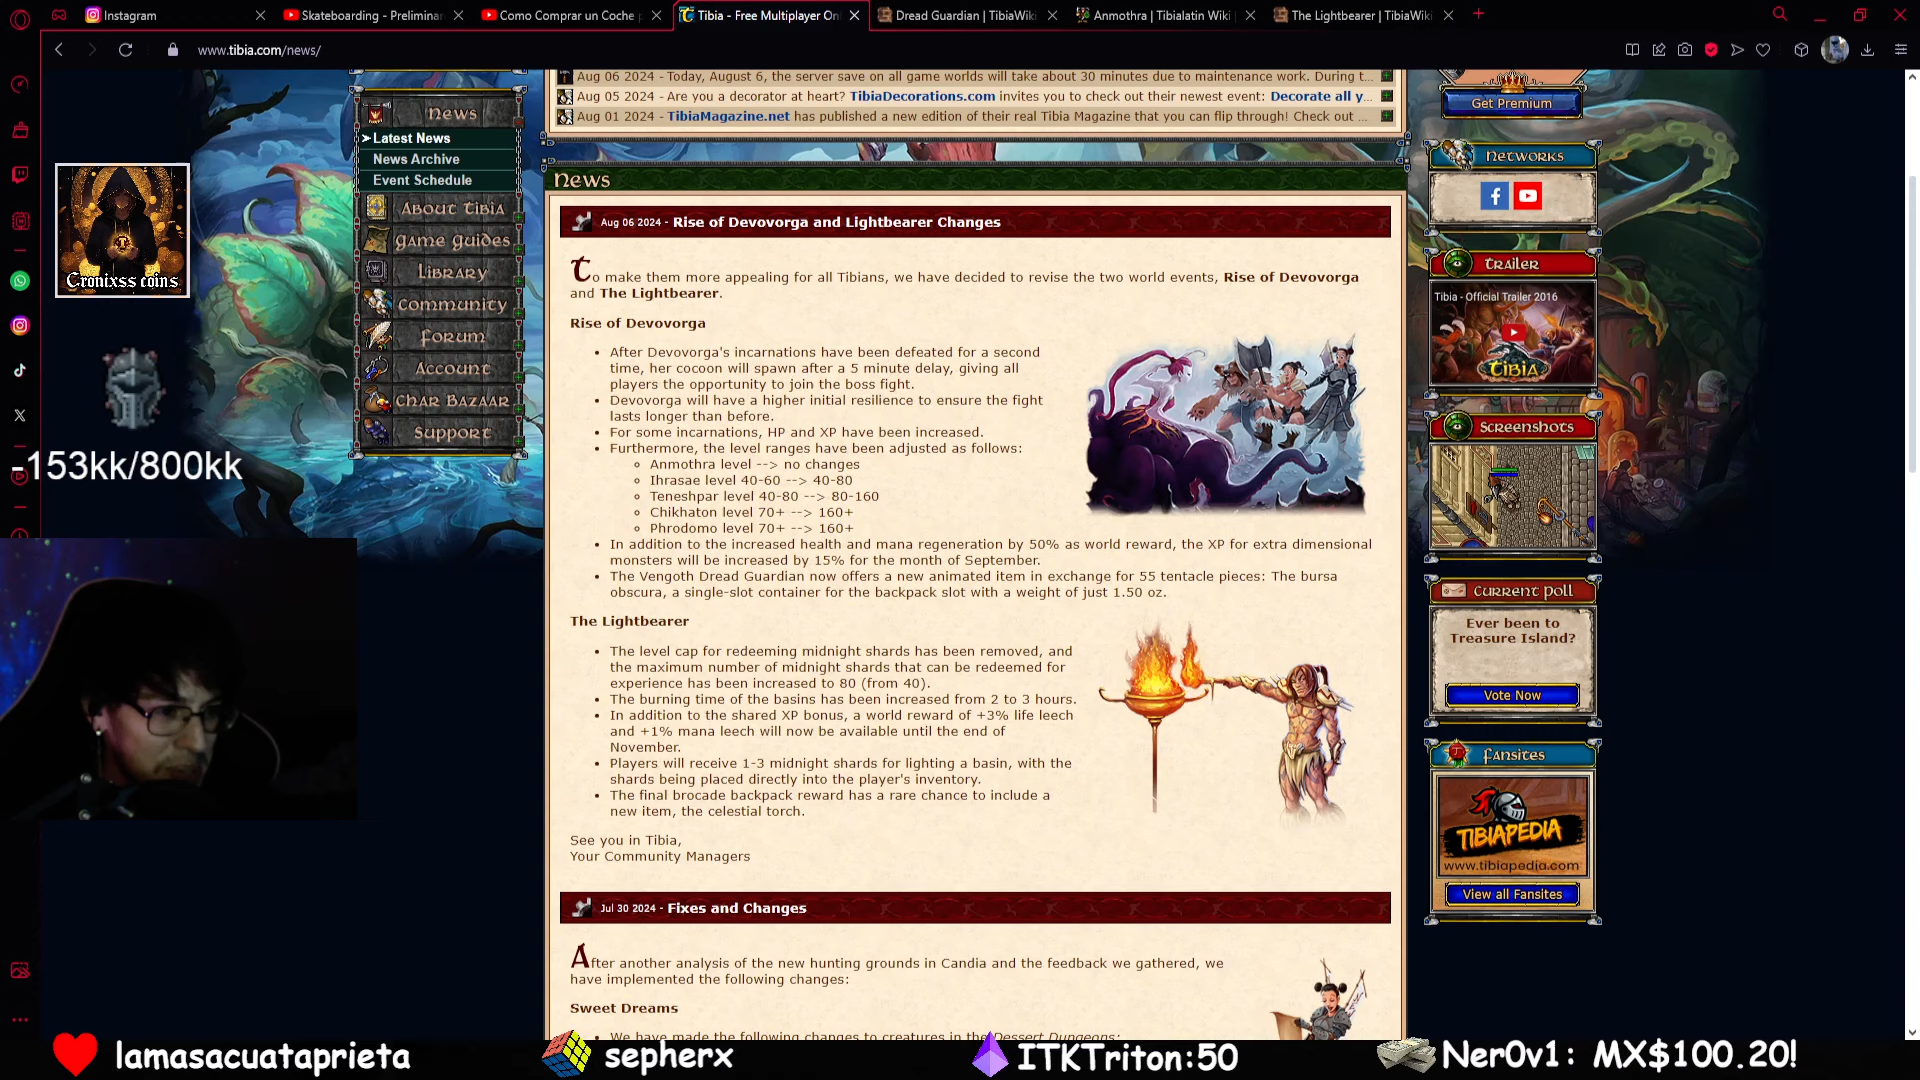 Instagram
Skateboarding - Preliminar
Como Comprar un Coche p
Tibia - Free Multiplayer On
Dread Guardian | TibiaWiki
Anmothra | Tibialatin Wiki |
The Lightbearer | TibiaWiki
www.tibia.com/news/
Aug 06 2024 - Today, August 6, the server save on all game worlds will take about 30 minutes due to maintenance work. During t...
Aug 05 2024 - Are you a decorator at heart? TibiaDecorations.com invites you to check out their newest event: Decorate all y...
Aug 01 2024 - TibiaMagazine.net has published a new edition of their real Tibia Magazine that you can flip through! Check out ...
News
Latest News
News Archive
Event Schedule
About Tibia
Game Guides
Library
Community
Forum
Account
Char Bazaar
Support
Cronixss coins
-153kk/800kk
News
Aug 06 2024 - Rise of Devovorga and Lightbearer Changes
To make them more appealing for all Tibians, we have decided to revise the two world events, Rise of Devovorga
and The Lightbearer.
Rise of Devovorga
• After Devovorga's incarnations have been defeated for a second
time, her cocoon will spawn after a 5 minute delay, giving all
players the opportunity to join the boss fight.
• Devovorga will have a higher initial resilience to ensure the fight
lasts longer than before.
• For some incarnations, HP and XP have been increased.
• Furthermore, the level ranges have been adjusted as follows:
Anmothra level --> no changes
Ihrasae level 40-60 --> 40-80
Teneshpar level 40-80 --> 80-160
Chikhaton level 70+ --> 160+
Phrodomo level 70+ --> 160+
• In addition to the increased health and mana regeneration by 50% as world reward, the XP for extra dimensional
monsters will be increased by 15% for the month of September.
• The Vengoth Dread Guardian now offers a new animated item in exchange for 55 tentacle pieces: The bursa
obscura, a single-slot container for the backpack slot with a weight of just 1.50 oz.
The Lightbearer
• The level cap for redeeming midnight shards has been removed, and
the maximum number of midnight shards that can be redeemed for
experience has been increased to 80 (from 40).
• The burning time of the basins has been increased from 2 to 3 hours.
• In addition to the shared XP bonus, a world reward of +3% life leech
and +1% mana leech will now be available until the end of
November.
• Players will receive 1-3 midnight shards for lighting a basin, with the
shards being placed directly into the player's inventory.
• The final brocade backpack reward has a rare chance to include a
new item, the celestial torch.
See you in Tibia,
Your Community Managers
Jul 30 2024 - Fixes and Changes
After another analysis of the new hunting grounds in Candia and the feedback we gathered, we
have implemented the following changes:
Sweet Dreams
• We have made the following changes to creatures in the Dessert Dungeons:
Get Premium
Networks
Trailer
Tibia - Official Trailer 2016
TIBIA
Screenshots
Current Poll
Ever been to
Treasure Island?
Vote Now
Fansites
TIBIAPEDIA
www.tibiapedia.com
View all Fansites
lamasacuataprieta
sepherx
ITKTriton:50
Ner0v1: MX$100.20!